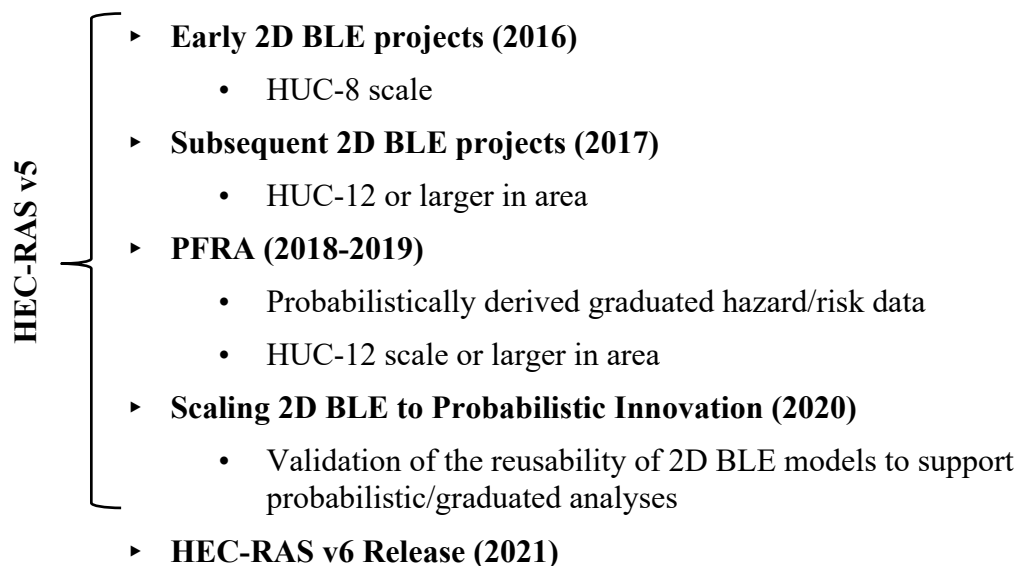 HEC-RAS v5
‣ Early 2D BLE projects (2016)
• HUC-8 scale
‣ Subsequent 2D BLE projects (2017)
• HUC-12 or larger in area
‣ PFRA (2018-2019)
• Probabilistically derived graduated hazard/risk data
• HUC-12 scale or larger in area
‣ Scaling 2D BLE to Probabilistic Innovation (2020)
• Validation of the reusability of 2D BLE models to support
probabilistic/graduated analyses
‣ HEC-RAS v6 Release (2021)